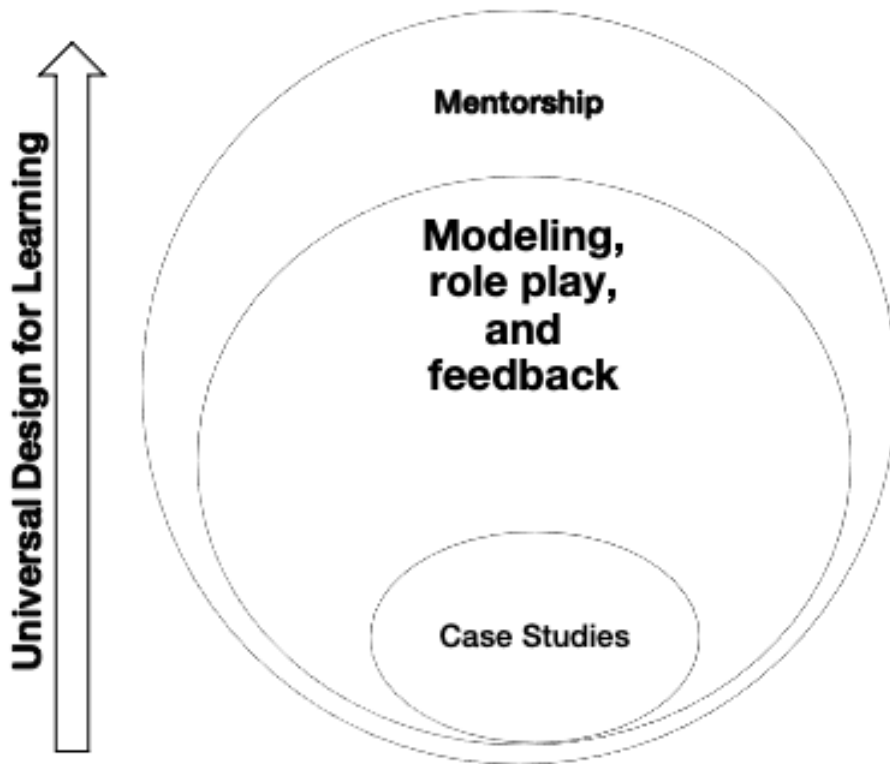 Universal Design for Learning
Mentorship
Modeling,
role play,
and
feedback
Case Studies